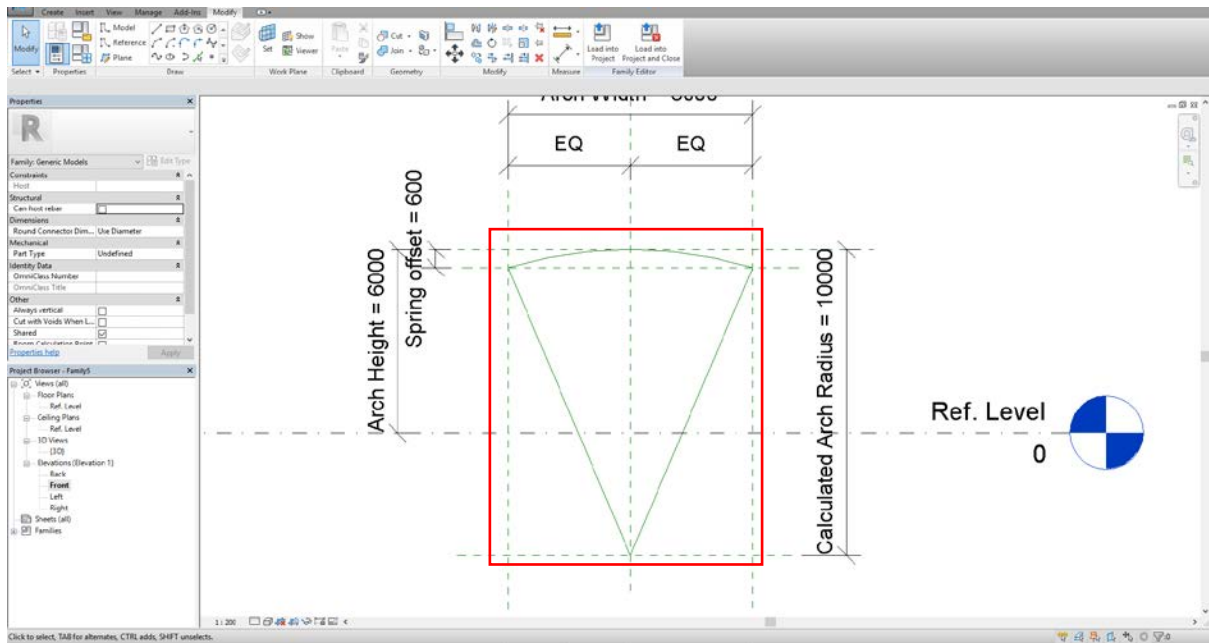 Create Insert View Manage Add-Ins Modify
Modify
Model
Reference
Plane
Set
Show
Viewer
Paste
Cut
Join
Load into Project
Load into Project and Close
Select Properties Draw Work Plane Clipboard Geometry Modify Measure Family Editor
Properties
R
Family: Generic Models
Edit Type
Constraints
Host
Structural
Can host rebar
Dimensions
Round Connector Dim... Use Diameter
Mechanical
Part Type Undefined
Identity Data
OmniClass Number
OmniClass Title
Other
Always vertical
Cut with Voids When L...
Shared
Room Calculation Point
Properties help
Apply
Project Browser - Family5
Views (all)
Floor Plans
Ref. Level
Ceiling Plans
Ref. Level
3D Views
{3D}
Elevations (Elevation 1)
Back
Front
Left
Right
Sheets (all)
Families
EQ EQ
Arch Height = 6000
Spring offset = 600
Calculated Arch Radius = 10000
Ref. Level
0
1 : 200
Click to select, TAB for alternates, CTRL adds, SHIFT unselects.